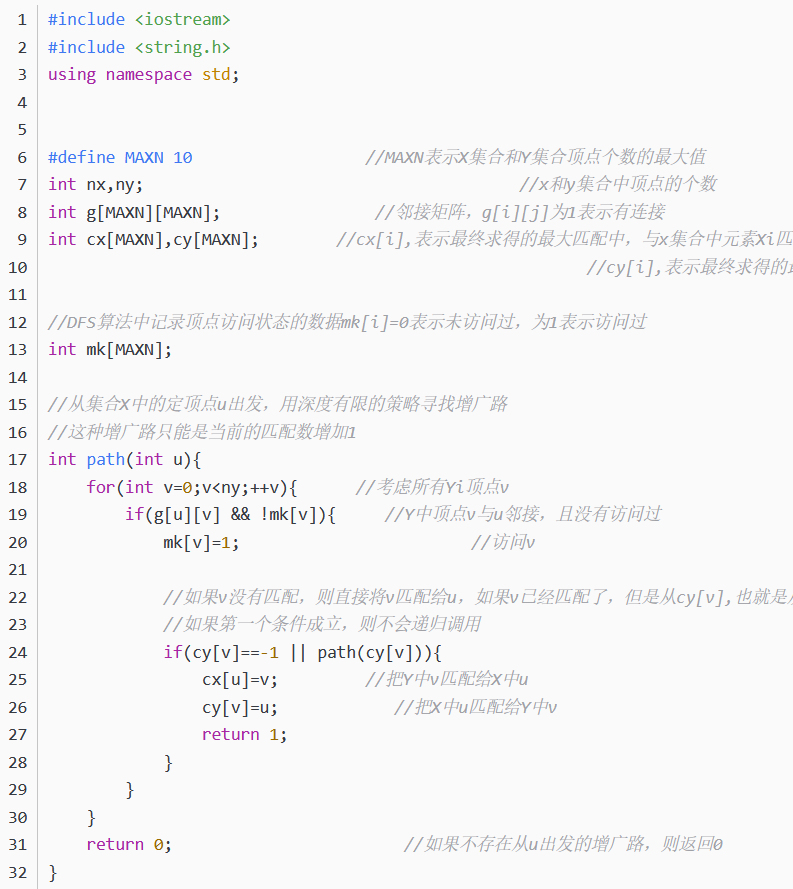 1 #include <iostream>
2 #include <string.h>
3 using namespace std;
4
5
6 #define MAXN 10 //MAXN表示X集合和Y集合顶点个数的最大值
7 int nx,ny; //x和y集合中顶点的个数
8 int g[MAXN][MAXN]; //邻接矩阵，g[i][j]为1表示有连接
9 int cx[MAXN],cy[MAXN]; //cx[i],表示最终求得的最大匹配中，与x集合中元素Xi匹
10 //cy[i],表示最终求得的
11
12 //DFS算法中记录顶点访问状态的数据mk[i]=0表示未访问过，为1表示访问过
13 int mk[MAXN];
14
15 //从集合X中的定顶点u出发，用深度有限的策略寻找增广路
16 //这种增广路只能是当前的匹配数增加1
17 int path(int u){
18 for(int v=0;v<ny;++v){ //考虑所有Yi顶点v
19 if(g[u][v] && !mk[v]){ //Y中顶点v与u邻接，且没有访问过
20 mk[v]=1; //访问v
21
22 //如果v没有匹配，则直接将v匹配给u，如果v已经匹配了，但是从cy[v],也就是
23 //如果第一个条件成立，则不会递归调用
24 if(cy[v]==-1 || path(cy[v])){
25 cx[u]=v; //把Y中v匹配给X中u
26 cy[v]=u; //把X中u匹配给Y中v
27 return 1;
28 }
29 }
30 }
31 return 0; //如果不存在从u出发的增广路，则返回0
32 }